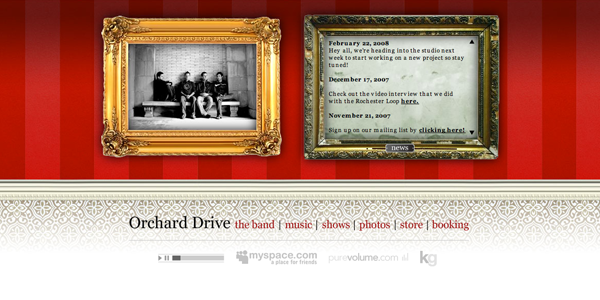 February 22, 2008
Hey all, we're heading into the studio next
week to start working on a new project so stay
tuned!
December 17, 2007
Check out the video interview that we did
with the Rochester Loop here.
November 21, 2007
Sign up on our mailing list by clicking here!
news
Orchard Drive the band | music | shows | photos | store | booking
myspace.com
a place for friends
purevolume.com
kg